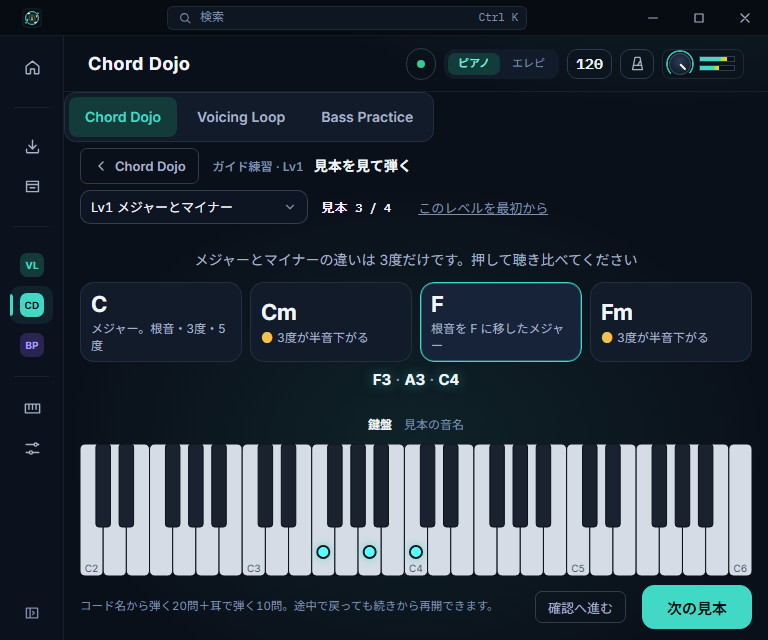 検索
Ctrl K
Chord Dojo
ピアノ
エレピ
120
Chord Dojo
Voicing Loop
Bass Practice
Chord Dojo
ガイド練習 · Lv1
見本を見て弾く
Lv1 メジャーとマイナー
見本 3 / 4
このレベルを最初から
VL
CD
BP
メジャーとマイナーの違いは 3度だけです。押して聴き比べてください
C
メジャー。根音・3度・5
度
Cm
3度が半音下がる
F
根音を F に移したメジャ
ー
Fm
3度が半音下がる
F3 · A3 · C4
鍵盤
見本の音名
C2
C3
C4
C5
C6
コード名から弾く20問＋耳で弾く10問。途中で戻っても続きから再開できます。
確認へ進む
次の見本